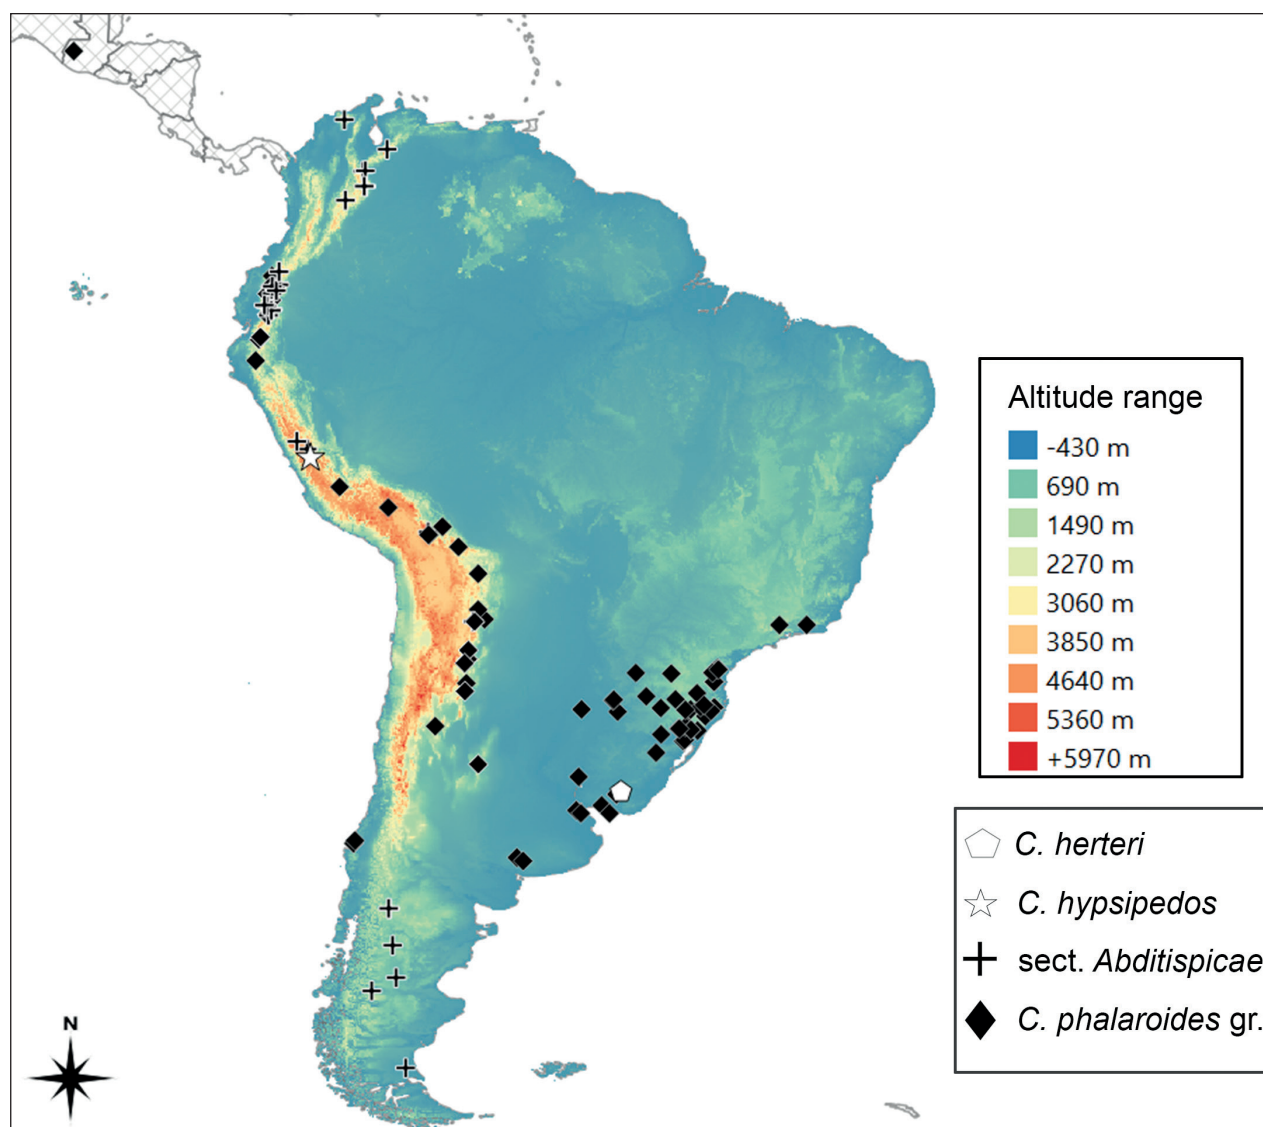 Altitude range
-430 m
690 m
1490 m
2270 m
3060 m
3850 m
4640 m
5360 m
+5970 m
C. herteri
C. hypsipedos
sect. Abditispicae
C. phalaroides gr.
N